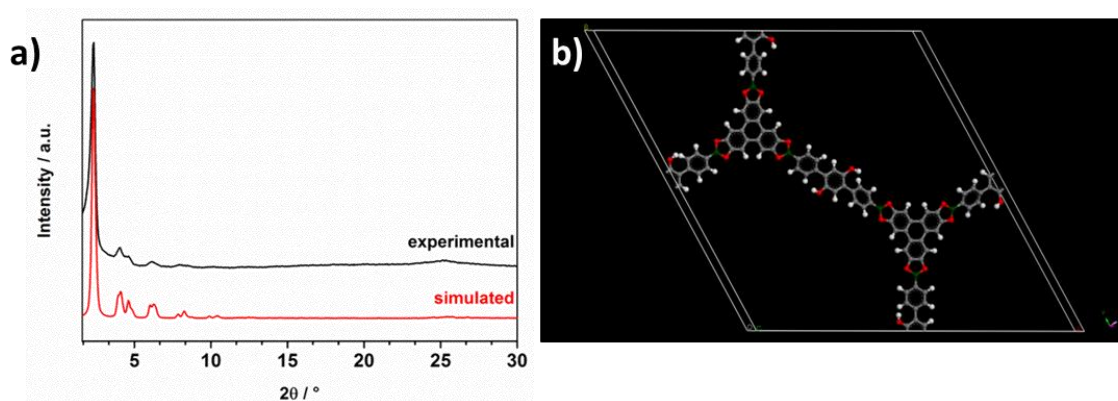 a)
Intensity / a.u.
experimental
simulated
5 10 15 20 25 30
2θ / °
b)